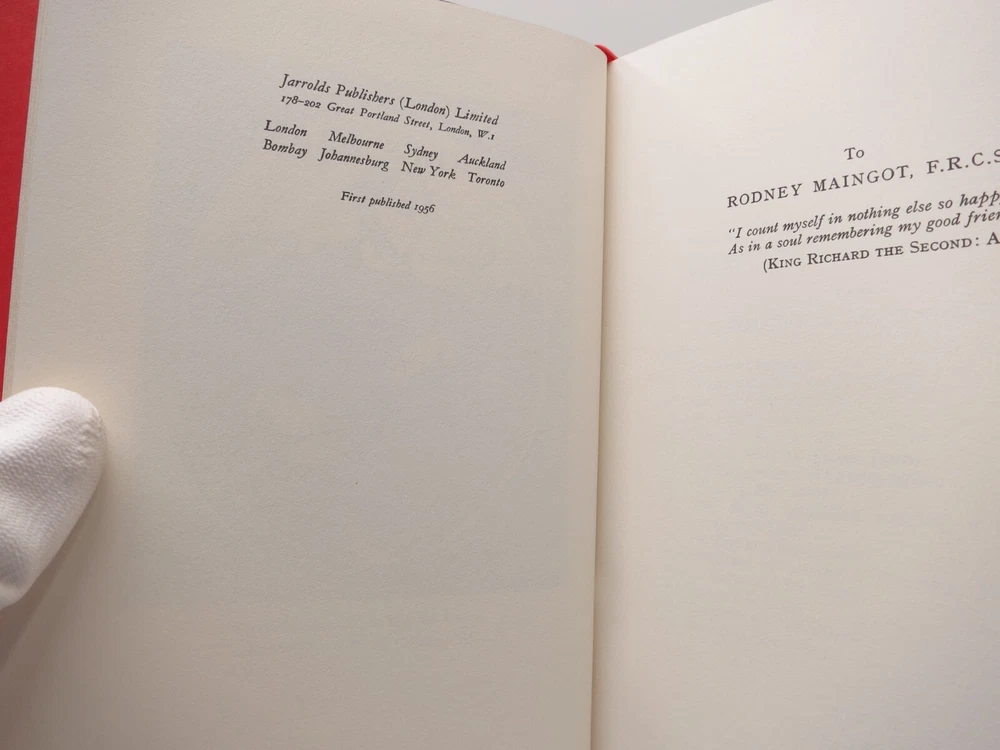 Jarrolds Publishers (London) Limited
178–202 Great Portland Street, London, W.1
London Melbourne Sydney Auckland
Bombay Johannesburg New York Toronto
First published 1956
To
RODNEY MAINGOT, F.R.C.S
"I count myself in nothing else so happy
As in a soul remembering my good frien
(KING RICHARD THE SECOND: A